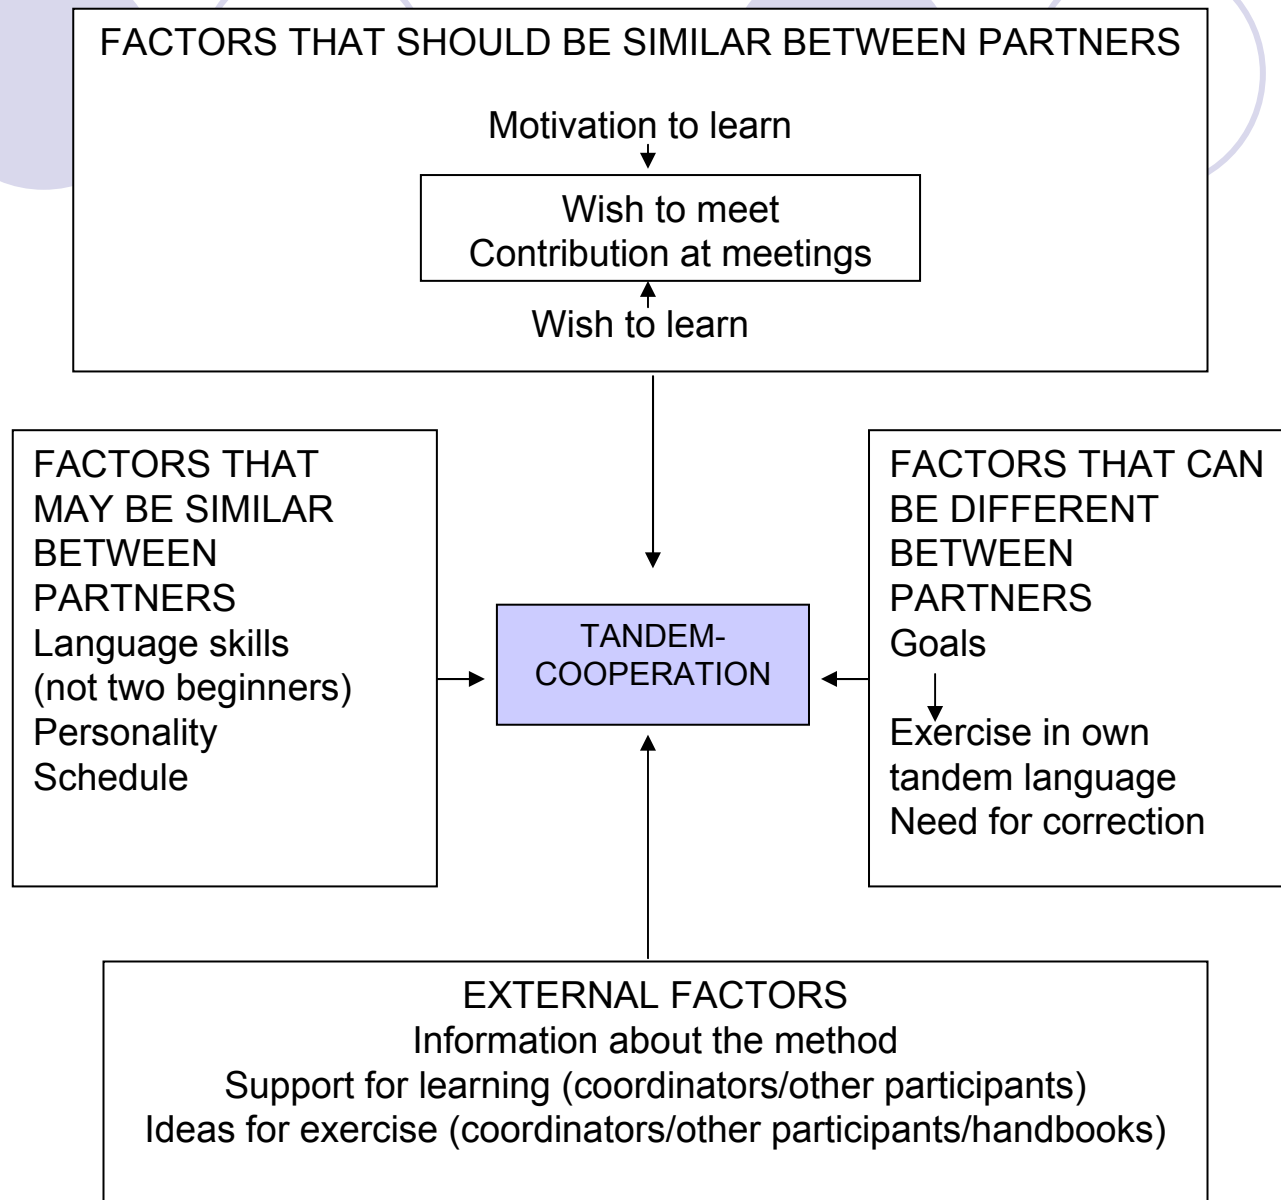 FACTORS THAT SHOULD BE SIMILAR BETWEEN PARTNERS
Motivation to learn
Wish to meet
Contribution at meetings
Wish to learn
FACTORS THAT
MAY BE SIMILAR
BETWEEN
PARTNERS
Language skills
(not two beginners)
Personality
Schedule
TANDEM-
COOPERATION
FACTORS THAT CAN
BE DIFFERENT
BETWEEN
PARTNERS
Goals
Exercise in own
tandem language
Need for correction
EXTERNAL FACTORS
Information about the method
Support for learning (coordinators/other participants)
Ideas for exercise (coordinators/other participants/handbooks)